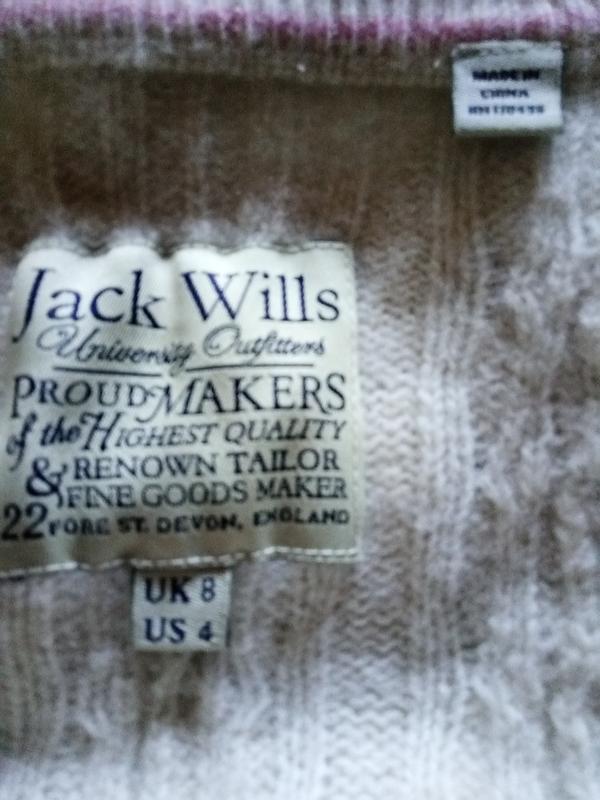 MADE IN
CHINA
Jack Wills
University Outfitters
PROUD MAKERS
of the HIGHEST QUALITY
& RENOWN TAILOR
FINE GOODS MAKER
22 FORE ST. DEVON, ENGLAND
UK 8
US 4